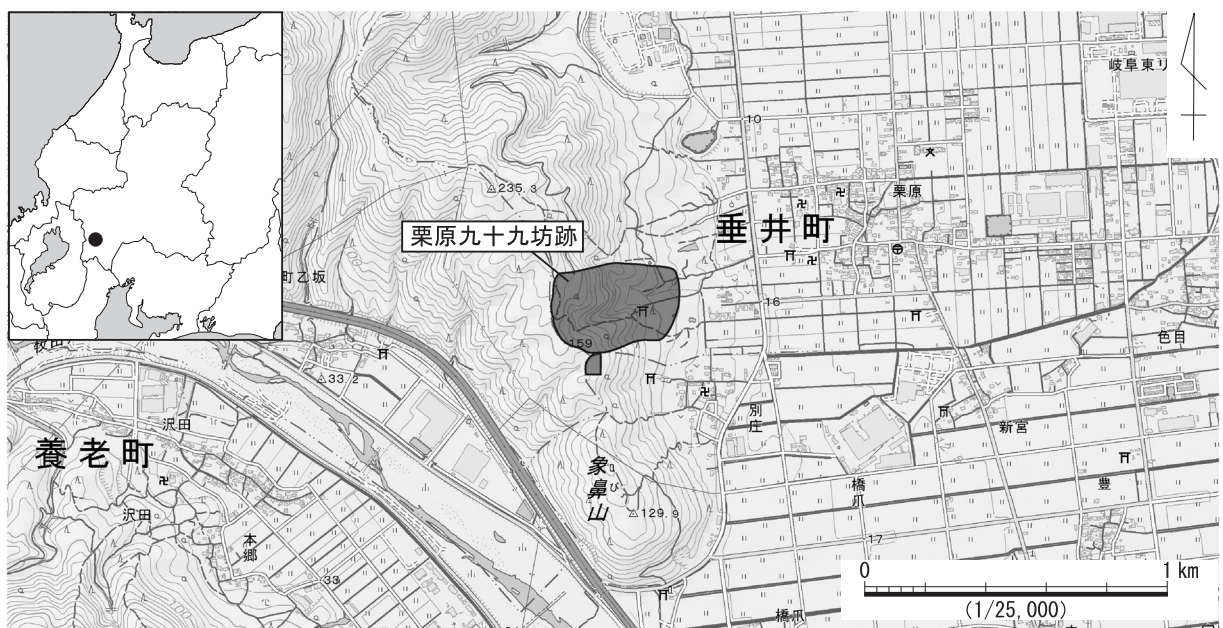 岐阜東リ
10
235.3
栗原
栗原九十九坊跡
垂井町
町乙坂
16
159
色目
33.2
沢田
別庄
新宮
養老町
象鼻山
び
橋爪
豊
129.9
沢田
本郷
17
33
0
1 km
(1/25,000)
橋爪